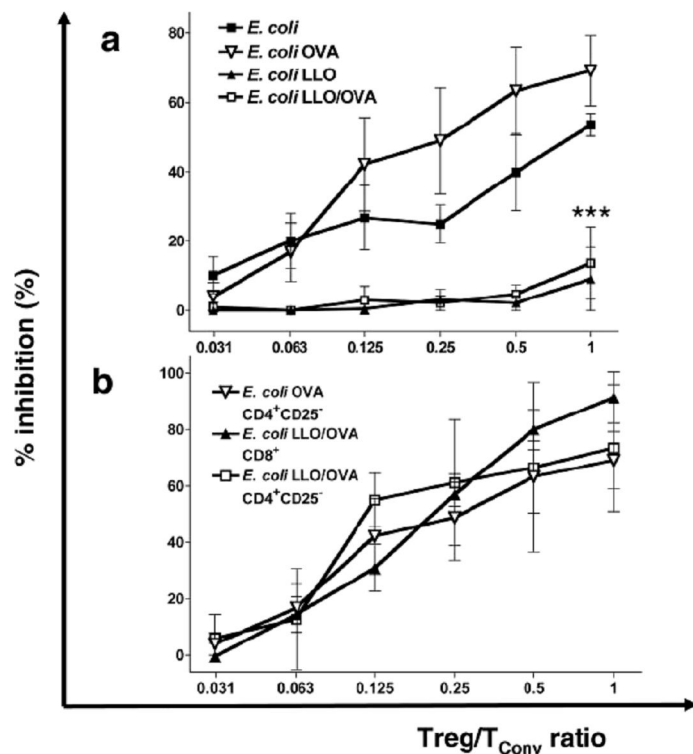 a
E. coli
E. coli OVA
E. coli LLO
E. coli LLO/OVA
80
60
40
20
0
***
0.031 0.063 0.125 0.25 0.5 1
% inhibition (%)
b
E. coli OVA
CD4+CD25-
E. coli LLO/OVA
CD8+
E. coli LLO/OVA
CD4+CD25-
100
80
60
40
20
0
0.031 0.063 0.125 0.25 0.5 1
Treg/TConv ratio